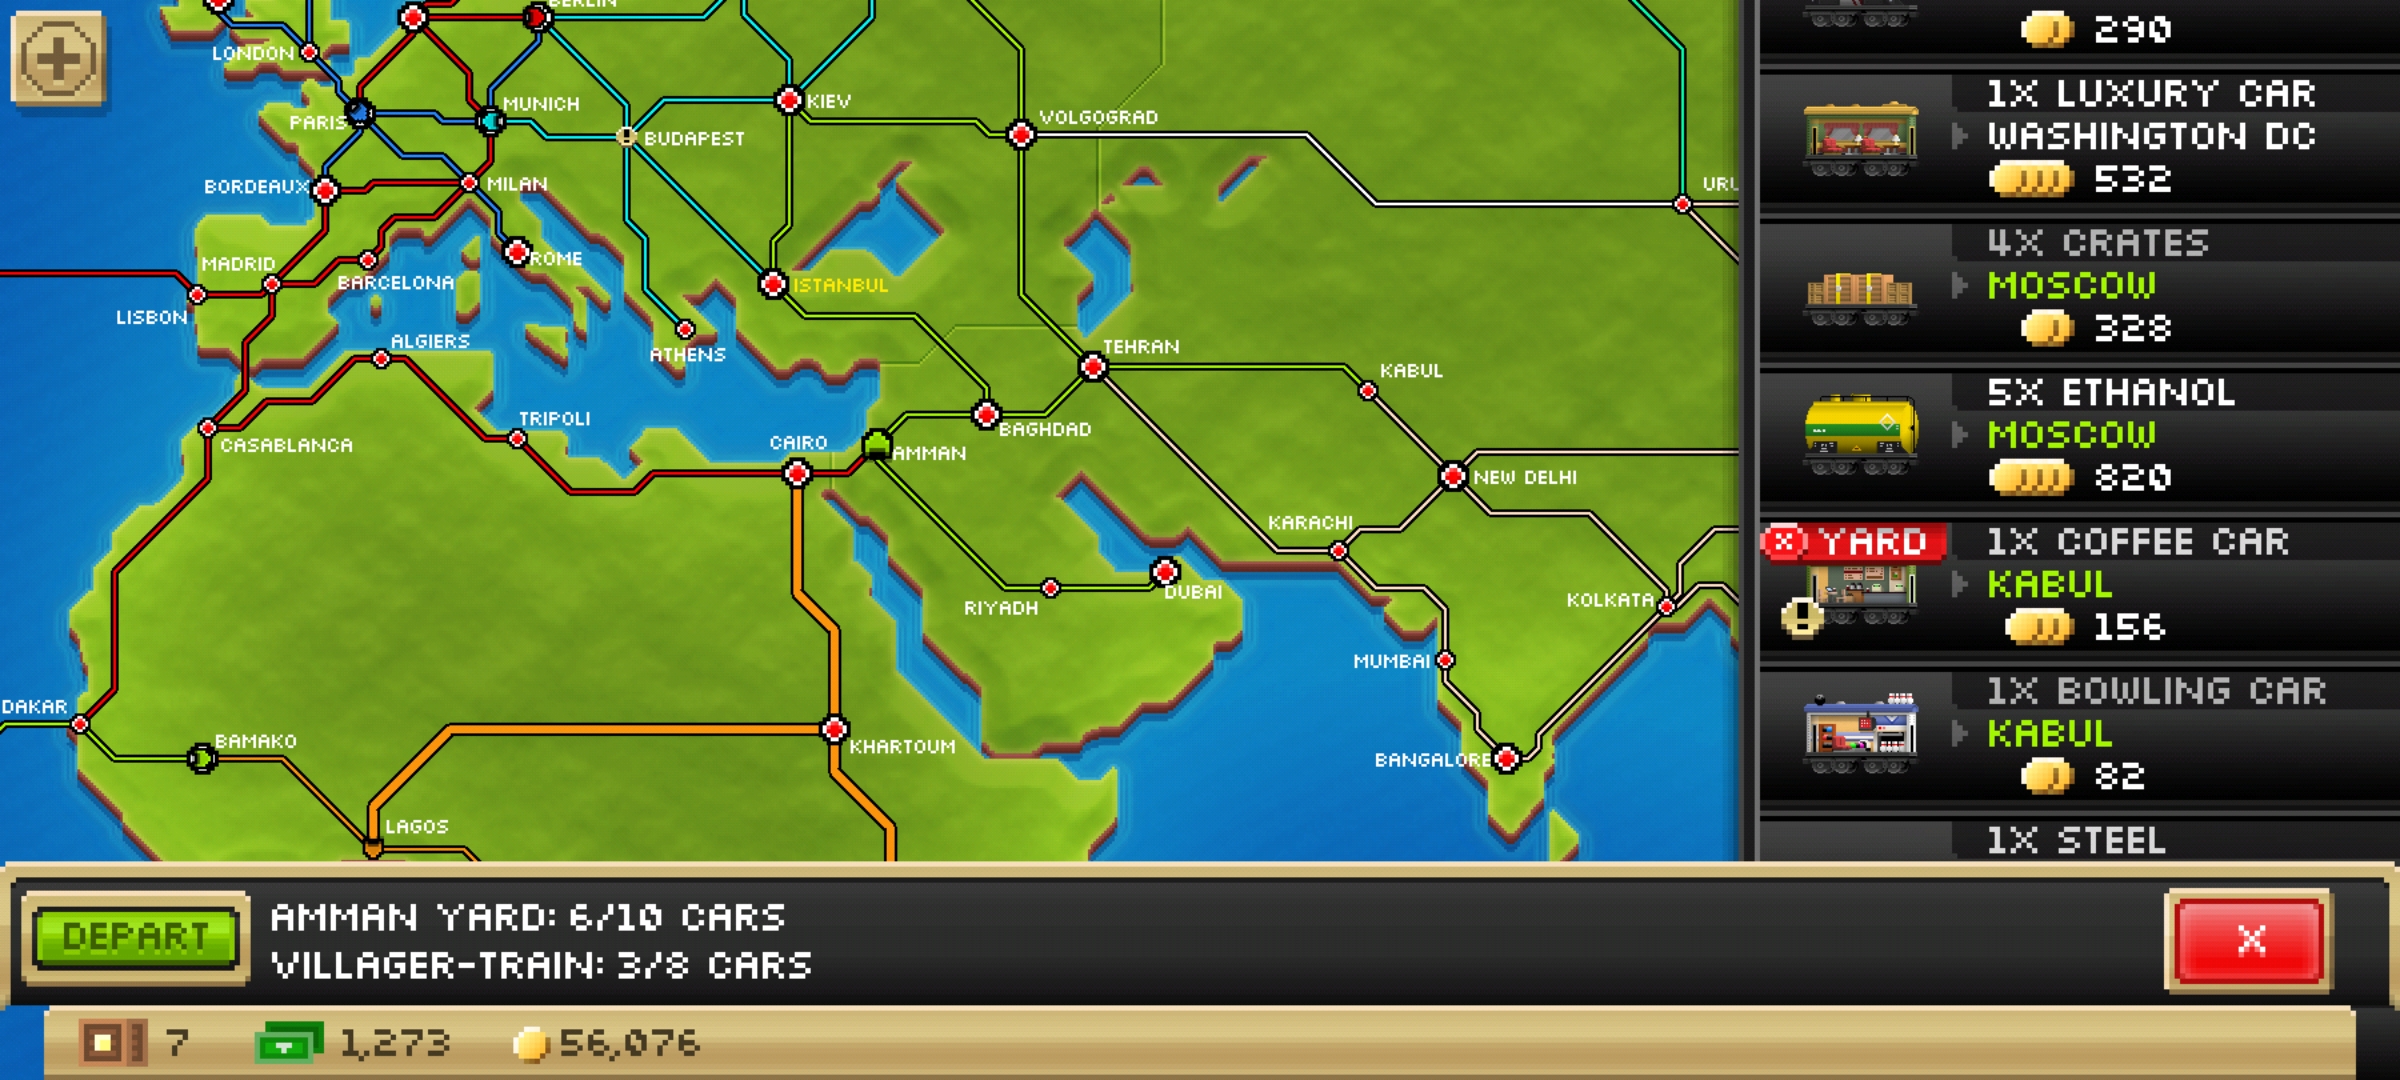 BERLIN
LONDON
PARIS
MUNICH
BUDAPEST
KIEV
VOLGOGRAD
BORDEAUX
MILAN
MADRID
ROME
BARCELONA
LISBON
ISTANBUL
ALGIERS
ATHENS
TEHRAN
KABUL
TRIPOLI
CASABLANCA
CAIRO
BAGHDAD
AMMAN
NEW DELHI
KARACHI
RIYADH
DUBAI
KOLKATA
MUMBAI
DAKAR
BAMAKO
KHARTOUM
BANGALORE
LAGOS
290
1X LUXURY CAR
WASHINGTON DC
532
4X CRATES
MOSCOW
328
5X ETHANOL
MOSCOW
820
X YARD
1X COFFEE CAR
KABUL
! 156
1X BOWLING CAR
KABUL
82
1X STEEL
DEPART
AMMAN YARD: 6/10 CARS
VILLAGER-TRAIN: 3/8 CARS
X
7
1,273
56,076